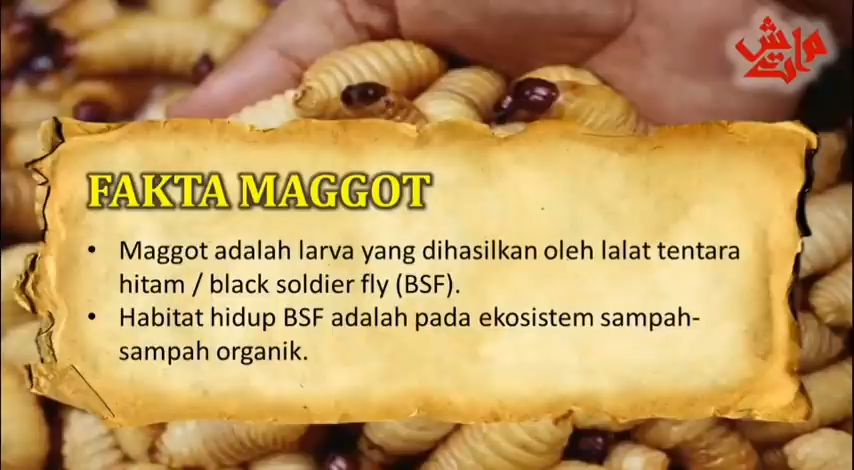 FAKTA MAGGOT
• Maggot adalah larva yang dihasilkan oleh lalat tentara
hitam / black soldier fly (BSF).
• Habitat hidup BSF adalah pada ekosistem sampah-
sampah organik.